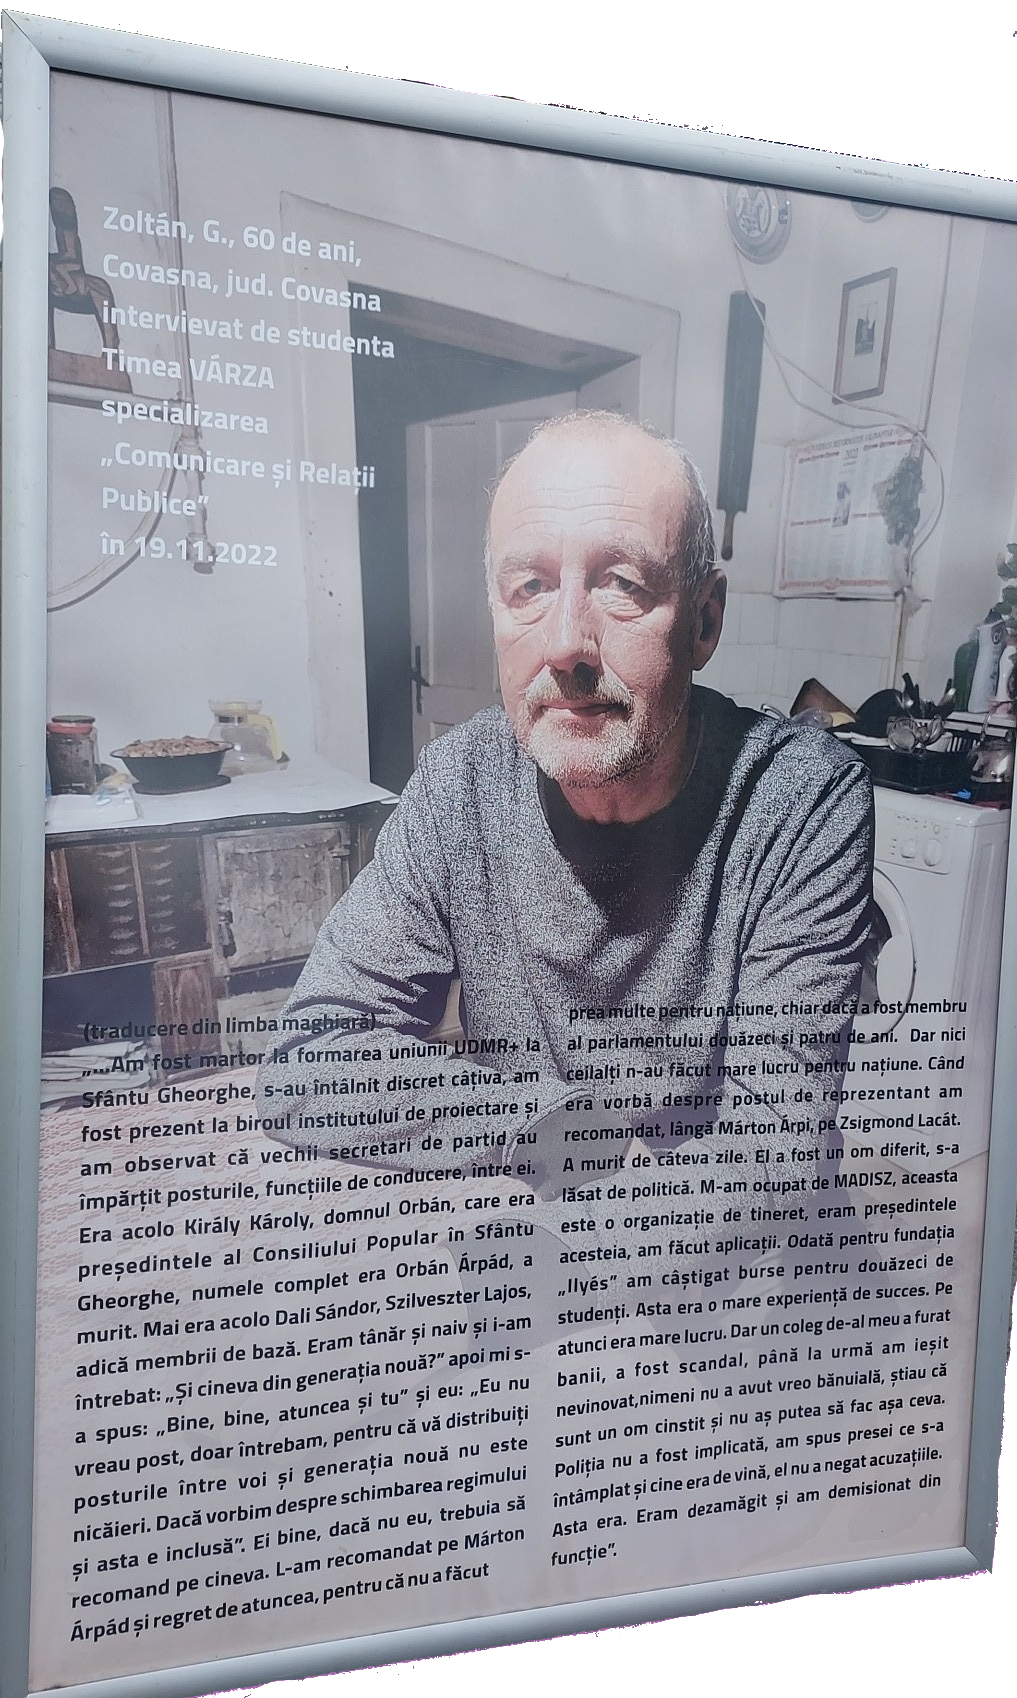 Zoltán, G., 60 de ani,
Covasna, jud. Covasna
intervievat de studenta
Timea VÁRZA
specializarea
„Comunicare și Relații
Publice”
în 19.11.2022
2022
(traducere din limba maghiară)
„...Am fost martor la formarea uniunii UDMR+ la
Sfântu Gheorghe, s-au întâlnit discret câțiva, am
fost prezent la biroul institutului de proiectare și
am observat că vechii secretari de partid au
împărțit posturile, funcțiile de conducere, între ei.
Era acolo Király Károly, domnul Orbán, care era
președintele al Consiliului Popular în Sfântu
Gheorghe, numele complet era Orbán Árpád, a
murit. Mai era acolo Dali Sándor, Szilveszter Lajos,
adică membrii de bază. Eram tânăr și naiv și i-am
întrebat: „Și cineva din generația nouă?” apoi mi s-
a spus: „Bine, bine, atuncea și tu” și eu: „Eu nu
vreau post, doar întrebam, pentru că vă distribuiți
posturile între voi și generația nouă nu este
nicăieri. Dacă vorbim despre schimbarea regimului
și asta e inclusă”. Ei bine, dacă nu eu, trebuia să
recomand pe cineva. L-am recomandat pe Márton
Árpád și regret de atuncea, pentru că nu a făcut
prea multe pentru națiune, chiar dacă a fost membru
al parlamentului douăzeci și patru de ani. Dar nici
ceilalți n-au făcut mare lucru pentru națiune. Când
era vorbă despre postul de reprezentant am
recomandat, lângă Márton Árpi, pe Zsigmond Lacát.
A murit de câteva zile. El a fost un om diferit, s-a
lăsat de politică. M-am ocupat de MADISZ, aceasta
este o organizație de tineret, eram președintele
acesteia, am făcut aplicații. Odată pentru fundația
„Ilyés” am câștigat burse pentru douăzeci de
studenți. Asta era o mare experiență de succes. Pe
atunci era mare lucru. Dar un coleg de-al meu a furat
banii, a fost scandal, până la urmă am ieșit
nevinovat,nimeni nu a avut vreo bănuială, știau că
sunt un om cinstit și nu aș putea să fac așa ceva.
Poliția nu a fost implicată, am spus presei ce s-a
întâmplat și cine era de vină, el nu a negat acuzațiile.
Asta era. Eram dezamăgit și am demisionat din
funcție”.